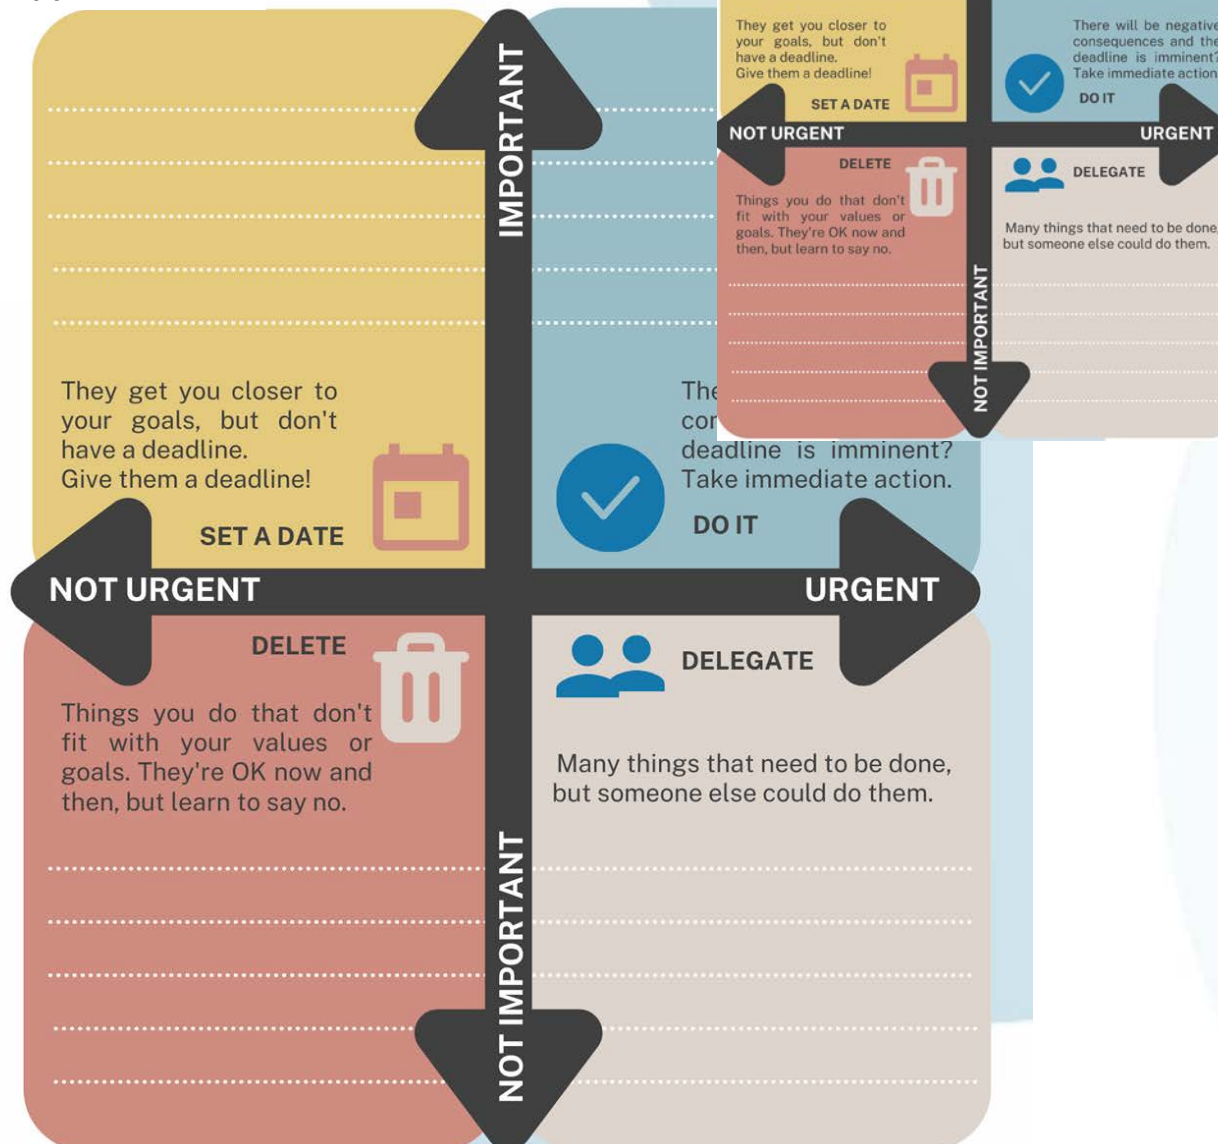 IMPORTANT
They get you closer to
your goals, but don't
have a deadline.
Give them a deadline!
SET A DATE
The
deadline is imminent?
Take immediate action.
DO IT
NOT URGENT
URGENT
DELETE
Things you do that don't
fit with your values or
goals. They're OK now and
then, but learn to say no.
DELEGATE
Many things that need to be done,
but someone else could do them.
NOT IMPORTANT
They get you closer to
your goals, but don't
have a deadline.
Give them a deadline!
SET A DATE
There will be negative
consequences and the
deadline is imminent?
Take immediate action
DO IT
NOT URGENT
URGENT
DELETE
Things you do that don't
fit with your values or
goals. They're OK now and
then, but learn to say no.
DELEGATE
Many things that need to be done,
but someone else could do them.
NOT IMPORTANT